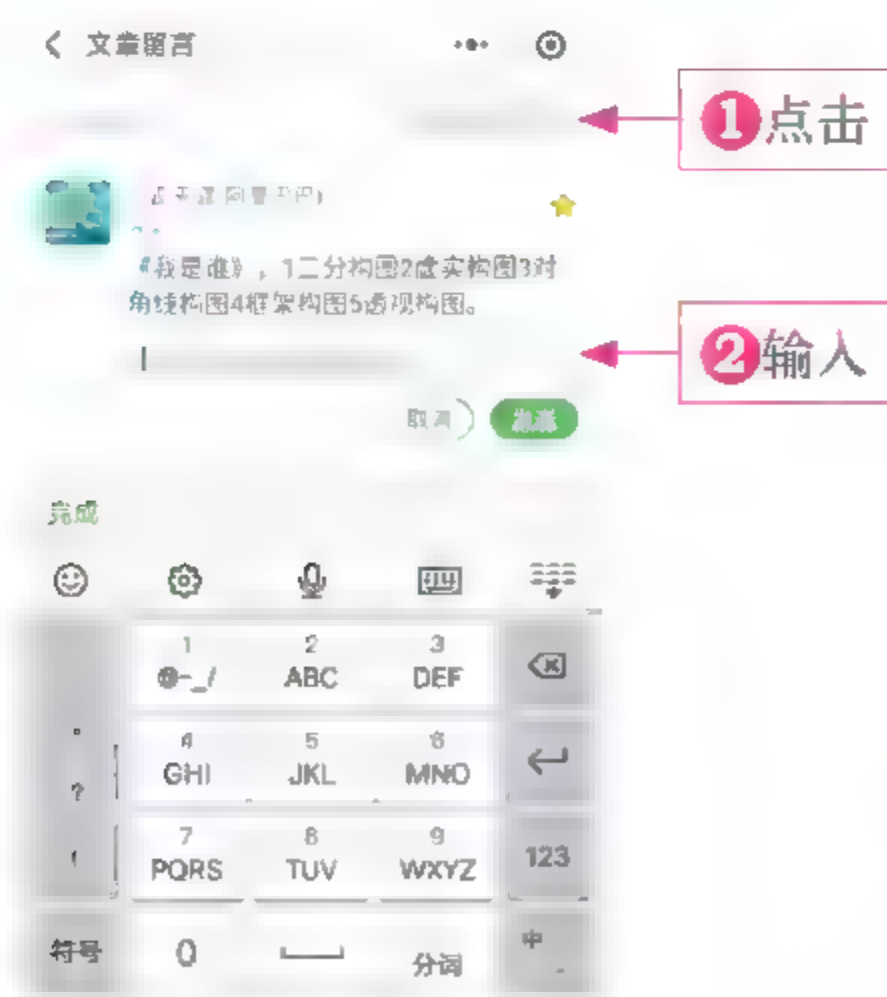 文章留言
❶点击
《我是谁》，1二分构图2虚实构图3对
角线构图4框架构图5透视构图。
❷输入
取消
完成
1 2 3
@-_/ ABC DEF
。
4 5 6
GHI JKL MNO
?
7 8 9
PQRS TUV WXYZ 123
!
符号 0 分词 中